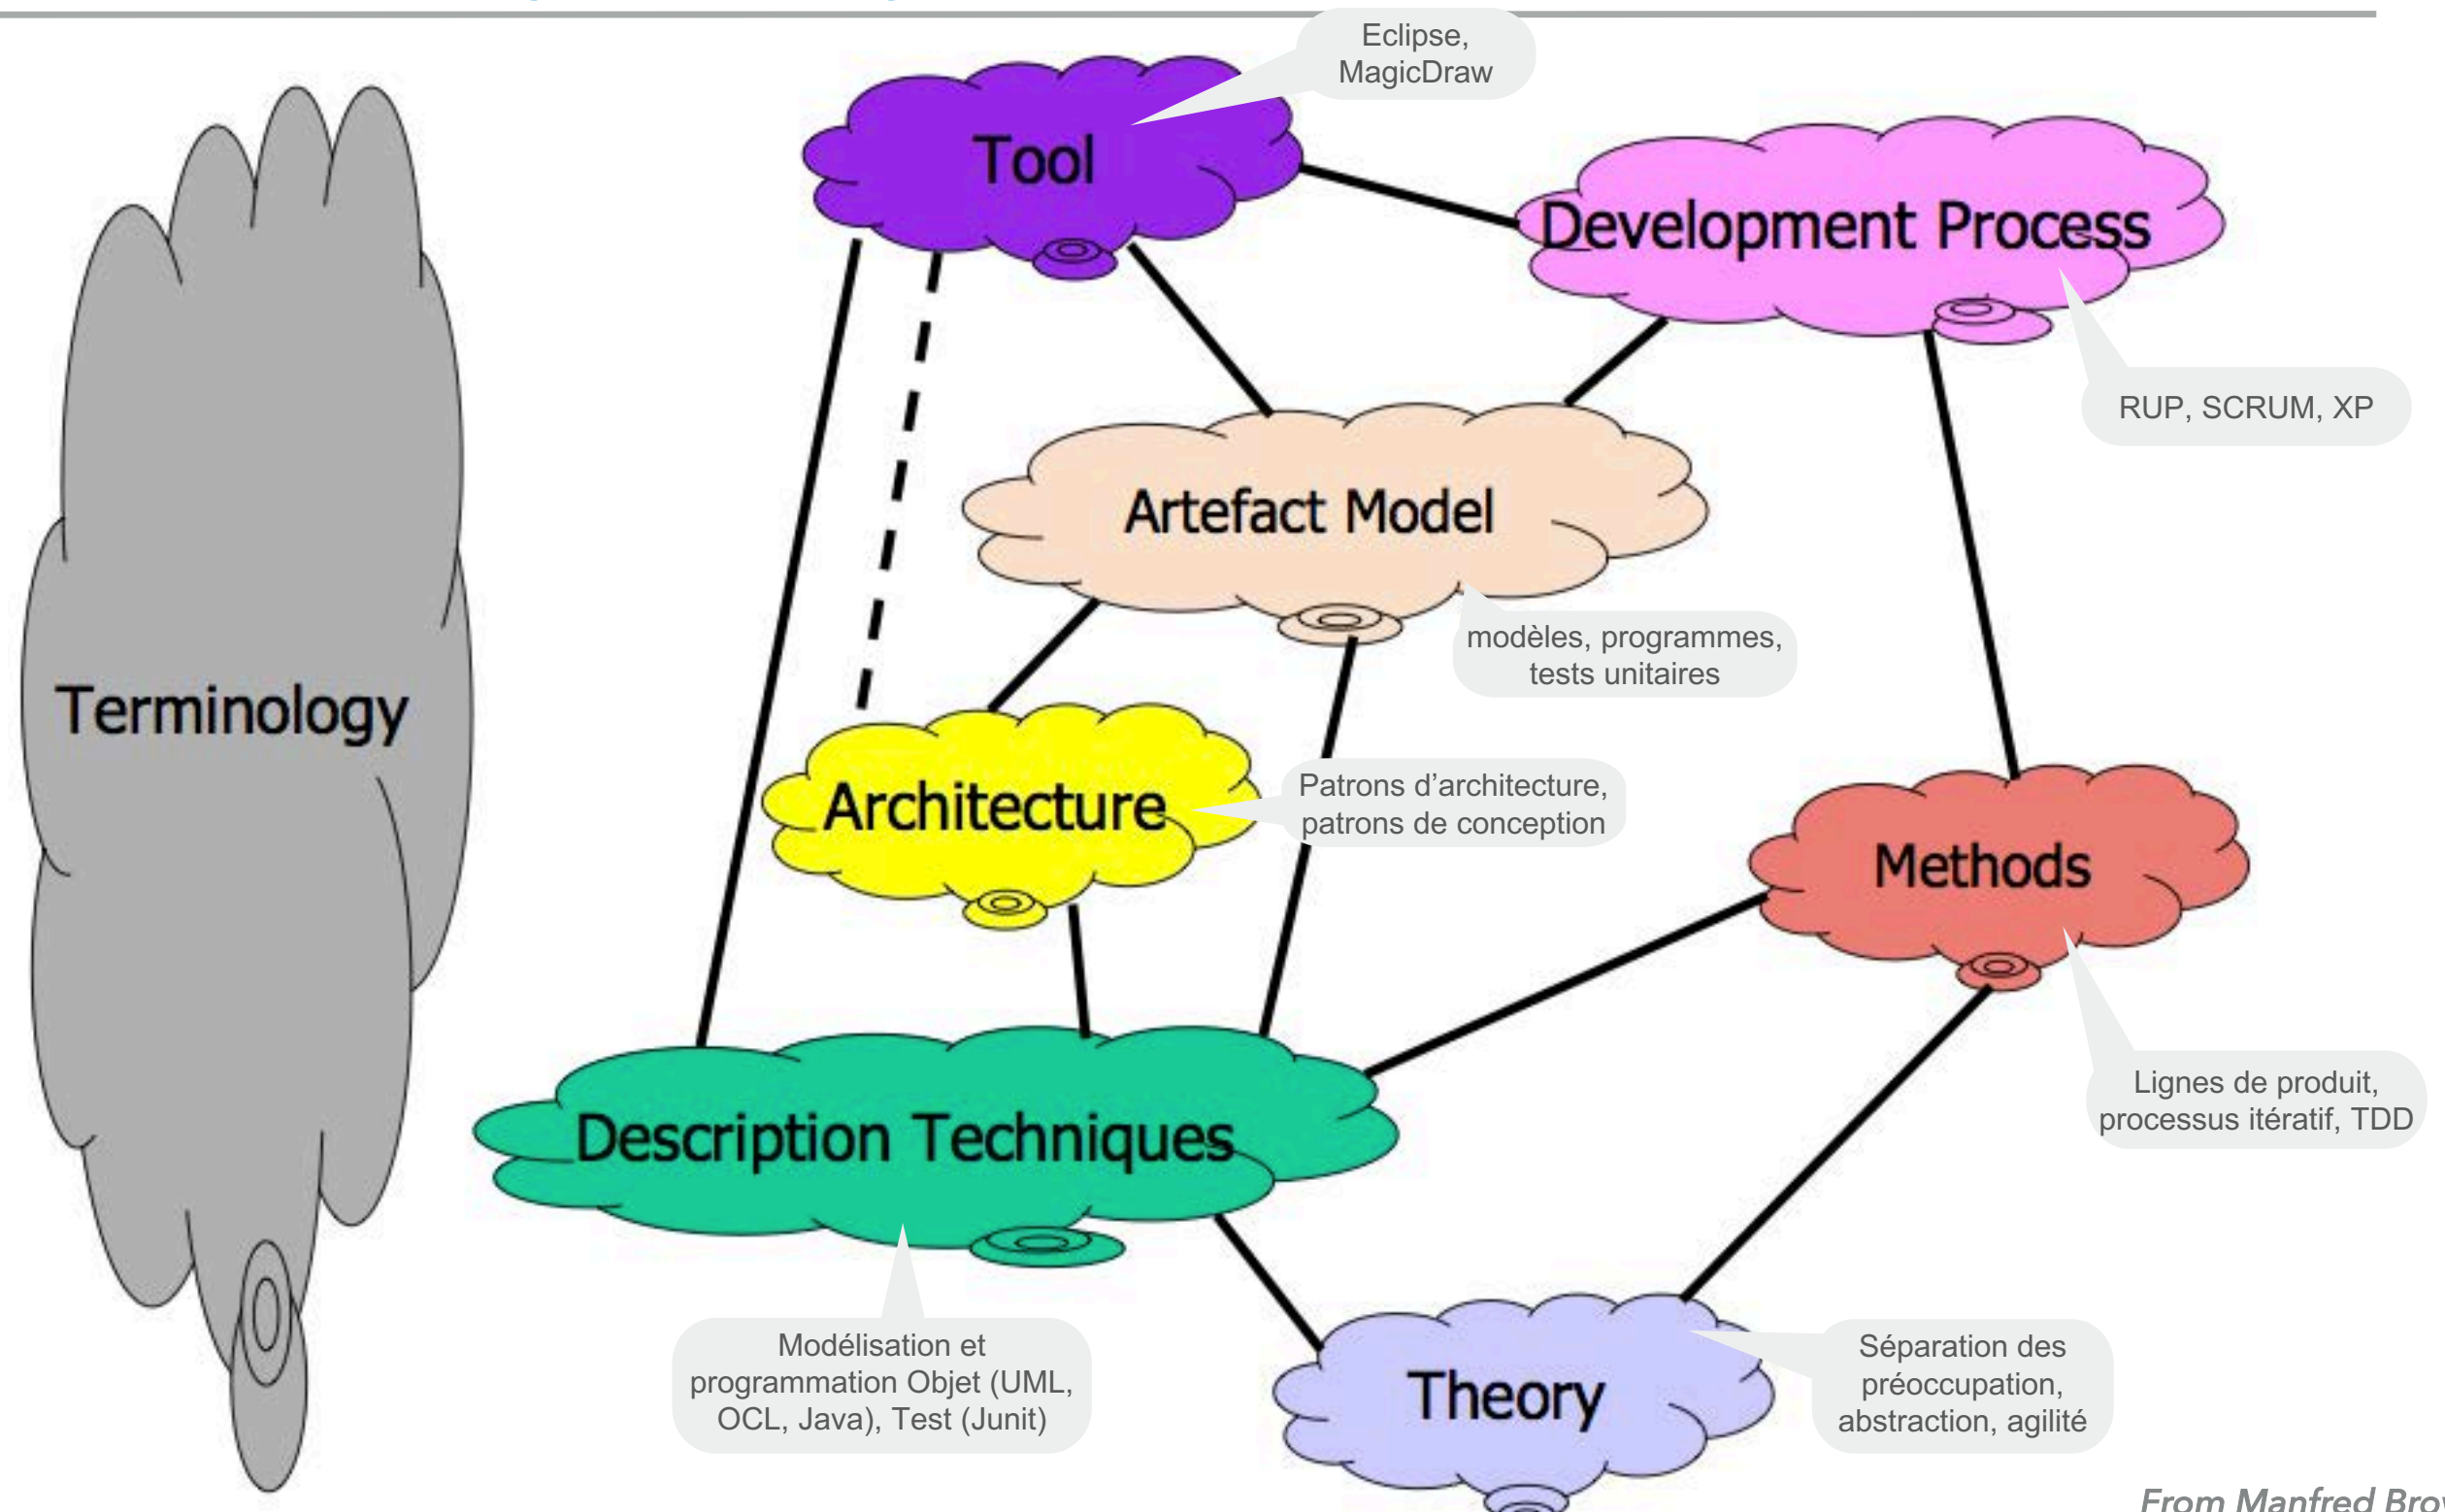 Eclipse,
MagicDraw
Tool
Development Process
RUP, SCRUM, XP
Artefact Model
modèles, programmes,
tests unitaires
Terminology
Architecture
Patrons d’architecture,
patrons de conception
Methods
Lignes de produit,
processus itératif, TDD
Description Techniques
Modélisation et
programmation Objet (UML,
OCL, Java), Test (Junit)
Theory
Séparation des
préoccupation,
abstraction, agilité
From Manfred